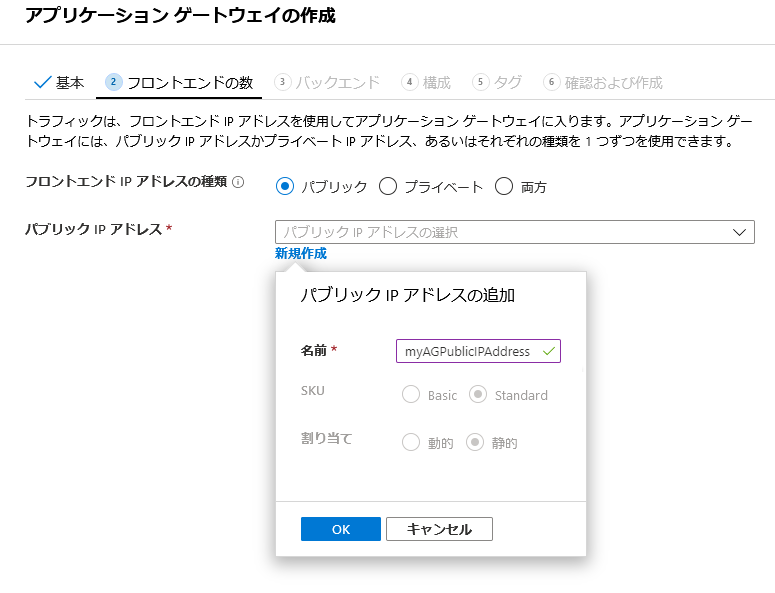 アプリケーション ゲートウェイの作成
基本 2 フロントエンドの数 3 バックエンド 4 構成 5 タグ 6 確認および作成
トラフィックは、フロントエンド IP アドレスを使用してアプリケーション ゲートウェイに入ります。アプリケーション ゲー
トウェイには、パブリック IP アドレスかプライベート IP アドレス、あるいはそれぞれの種類を 1 つずつを使用できます。
フロントエンド IP アドレスの種類 パブリック プライベート 両方
パブリック IP アドレス * パブリック IP アドレスの選択
新規作成
パブリック IP アドレスの追加
名前 * myAGPublicIPAddress
SKU Basic Standard
割り当て 動的 静的
OK キャンセル